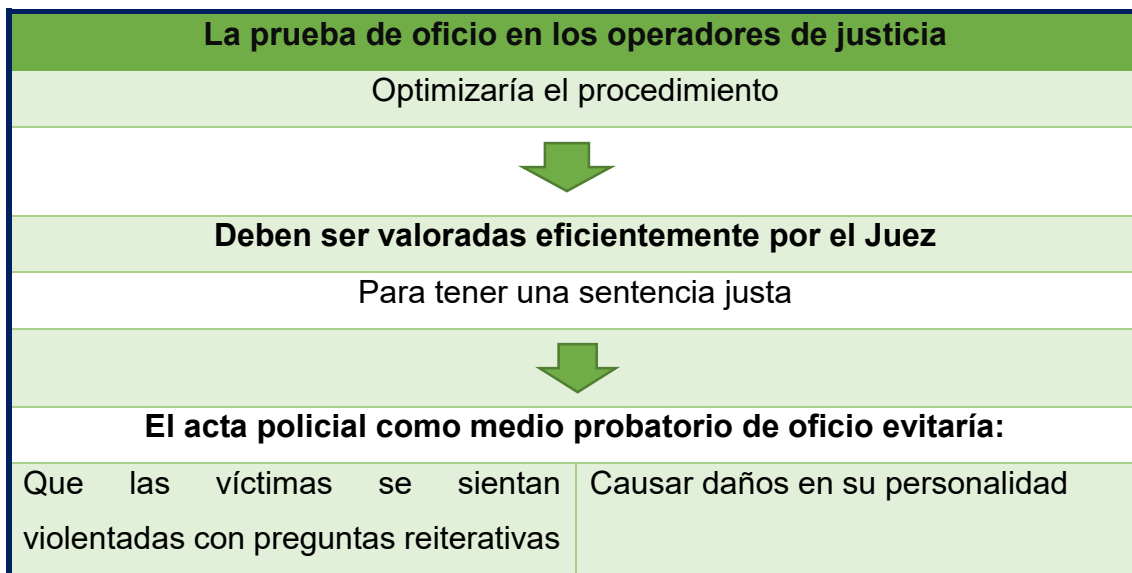 La prueba de oficio en los operadores de justicia
Optimizaría el procedimiento
Deben ser valoradas eficientemente por el Juez
Para tener una sentencia justa
El acta policial como medio probatorio de oficio evitaría:
Que las víctimas se sientan
violentadas con preguntas reiterativas
Causar daños en su personalidad